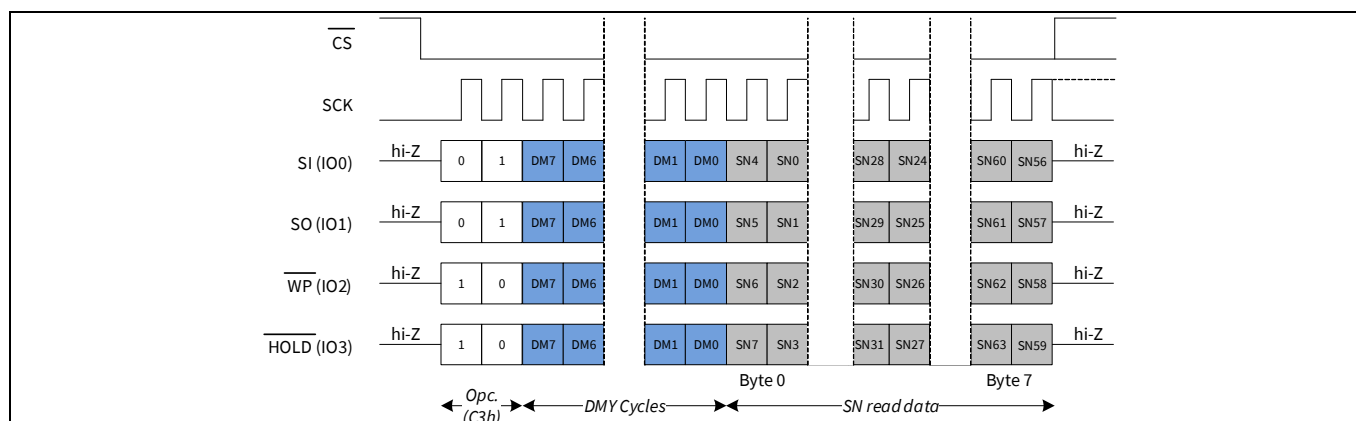 CS
SCK
SI (IO0) hi-Z 0 1 DM7 DM6 DM1 DM0 SN4 SN0 SN28 SN24 SN60 SN56 hi-Z
SO (IO1) hi-Z 0 1 DM7 DM6 DM1 DM0 SN5 SN1 SN29 SN25 SN61 SN57 hi-Z
WP (IO2) hi-Z 1 0 DM7 DM6 DM1 DM0 SN6 SN2 SN30 SN26 SN62 SN58 hi-Z
HOLD (IO3) hi-Z 1 0 DM7 DM6 DM1 DM0 SN7 SN3 SN31 SN27 SN63 SN59 hi-Z
Byte 0 Byte 7
Opc. DMY Cycles SN read data
(C3h)